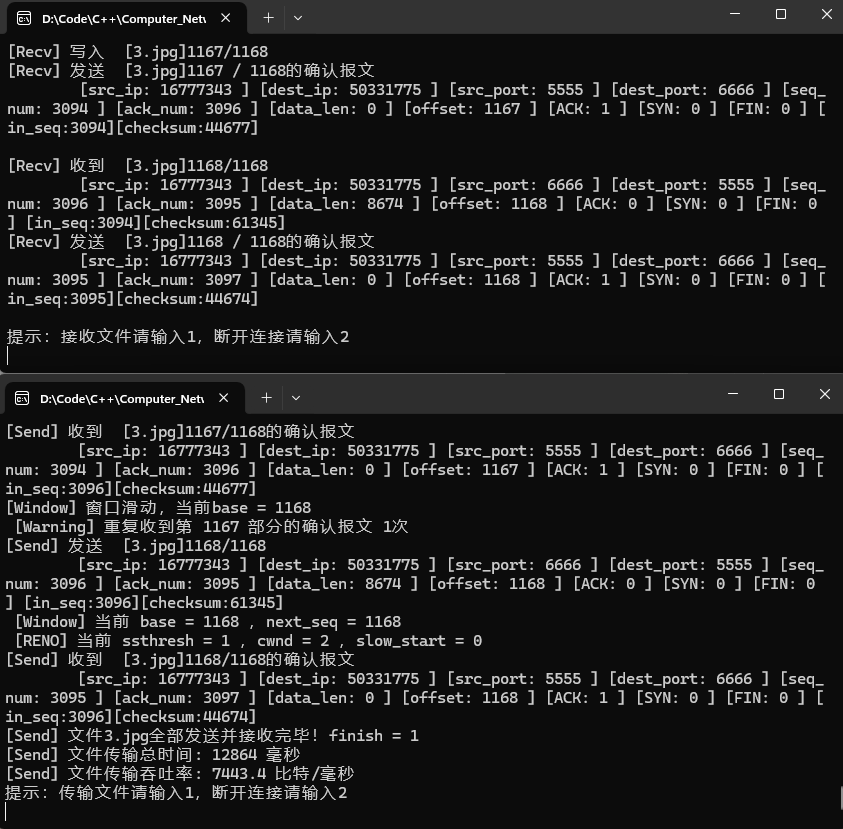 D:\Code\C++\Computer_Netw
[Recv] 写入 [3.jpg]1167/1168
[Recv] 发送 [3.jpg]1167 / 1168的确认报文
[src_ip: 16777343 ] [dest_ip: 50331775 ] [src_port: 5555 ] [dest_port: 6666 ] [seq_
num: 3094 ] [ack_num: 3096 ] [data_len: 0 ] [offset: 1167 ] [ACK: 1 ] [SYN: 0 ] [FIN: 0 ] [
in_seq:3094][checksum:44677]
[Recv] 收到 [3.jpg]1168/1168
[src_ip: 16777343 ] [dest_ip: 50331775 ] [src_port: 6666 ] [dest_port: 5555 ] [seq_
num: 3096 ] [ack_num: 3095 ] [data_len: 8674 ] [offset: 1168 ] [ACK: 0 ] [SYN: 0 ] [FIN: 0
] [in_seq:3094][checksum:61345]
[Recv] 发送 [3.jpg]1168 / 1168的确认报文
[src_ip: 16777343 ] [dest_ip: 50331775 ] [src_port: 5555 ] [dest_port: 6666 ] [seq_
num: 3095 ] [ack_num: 3097 ] [data_len: 0 ] [offset: 1168 ] [ACK: 1 ] [SYN: 0 ] [FIN: 0 ] [
in_seq:3095][checksum:44674]
提示: 接收文件请输入1, 断开连接请输入2
D:\Code\C++\Computer_Netw
[Send] 收到 [3.jpg]1167/1168的确认报文
[src_ip: 16777343 ] [dest_ip: 50331775 ] [src_port: 5555 ] [dest_port: 6666 ] [seq_
num: 3094 ] [ack_num: 3096 ] [data_len: 0 ] [offset: 1167 ] [ACK: 1 ] [SYN: 0 ] [FIN: 0 ] [
in_seq:3096][checksum:44677]
[Window] 窗口滑动, 当前base = 1168
[Warning] 重复收到第 1167 部分的确认报文 1次
[Send] 发送 [3.jpg]1168/1168
[src_ip: 16777343 ] [dest_ip: 50331775 ] [src_port: 6666 ] [dest_port: 5555 ] [seq_
num: 3096 ] [ack_num: 3095 ] [data_len: 8674 ] [offset: 1168 ] [ACK: 0 ] [SYN: 0 ] [FIN: 0
] [in_seq:3096][checksum:61345]
[Window] 当前 base = 1168 , next_seq = 1168
[RENO] 当前 ssthresh = 1 , cwnd = 2 , slow_start = 0
[Send] 收到 [3.jpg]1168/1168的确认报文
[src_ip: 16777343 ] [dest_ip: 50331775 ] [src_port: 5555 ] [dest_port: 6666 ] [seq_
num: 3095 ] [ack_num: 3097 ] [data_len: 0 ] [offset: 1168 ] [ACK: 1 ] [SYN: 0 ] [FIN: 0 ] [
in_seq:3096][checksum:44674]
[Send] 文件3.jpg全部发送并接收完毕! finish = 1
[Send] 文件传输总时间: 12864 毫秒
[Send] 文件传输吞吐率: 7443.4 比特/毫秒
提示: 传输文件请输入1, 断开连接请输入2